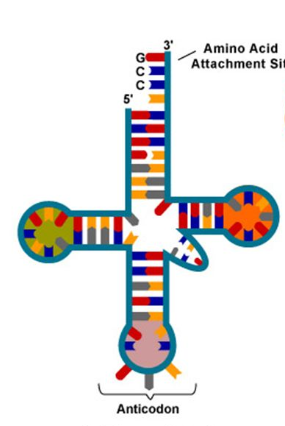 3'
G
C
C
Amino Acid
Attachment Sit
5'
Anticodon